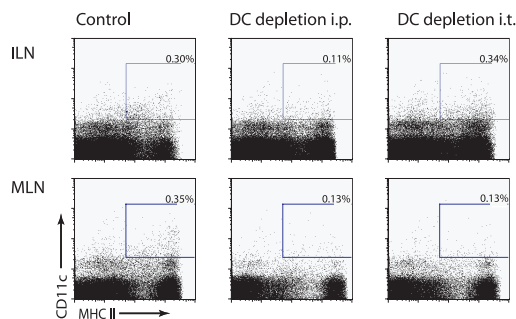 Control DC depletion i.p. DC depletion i.t.
ILN
0.30% 0.11% 0.34%
MLN
0.35% 0.13% 0.13%
CD11c
MHC II